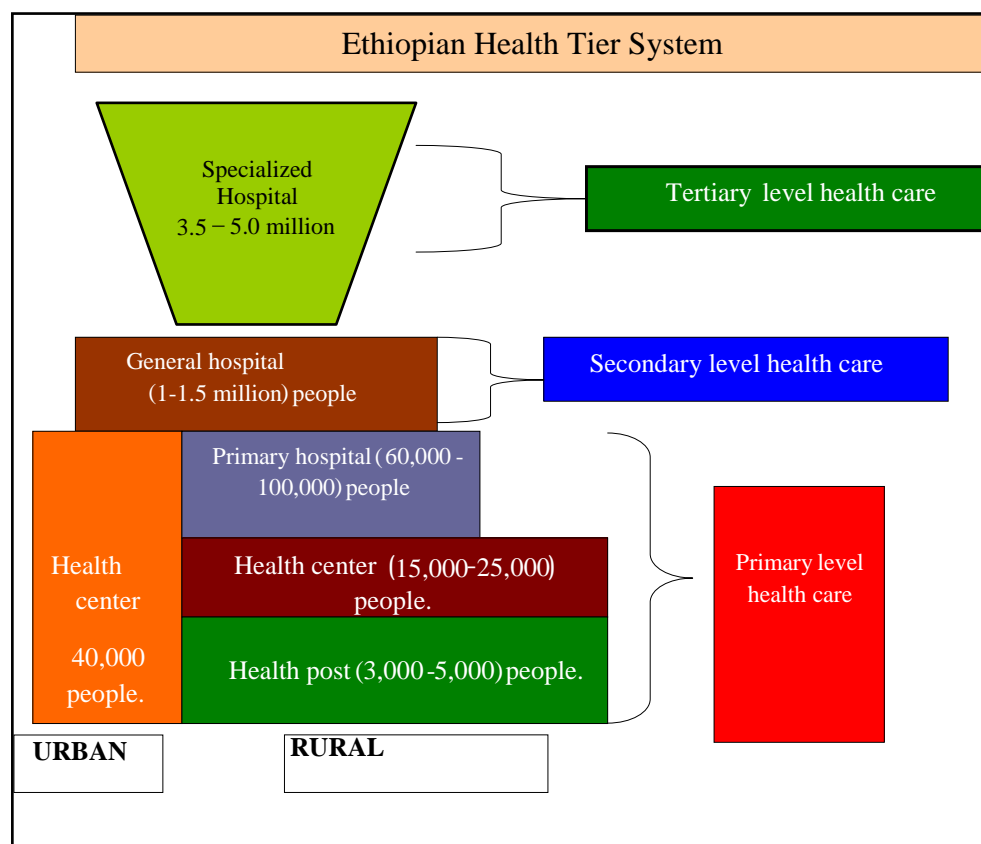 Ethiopian Health Tier System
Specialized
Hospital
3.5 – 5.0 million
Tertiary level health care
General hospital
(1-1.5 million) people
Secondary level health care
Primary hospital (60,000 -
100,000) people
Health
center
40,000
people.
Health center (15,000-25,000)
people.
Primary level
health care
Health post (3,000-5,000) people.
URBAN
RURAL